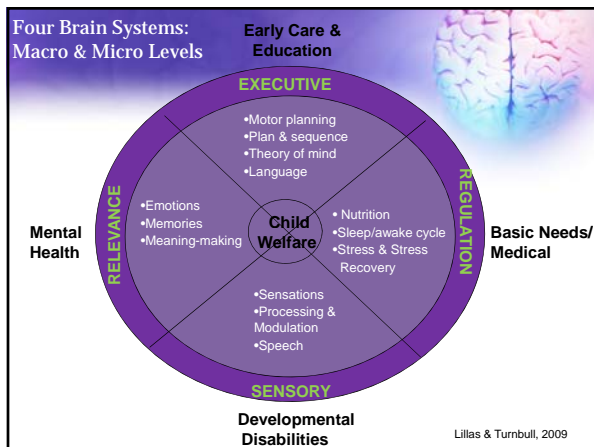 Four Brain Systems:
Macro & Micro Levels
Early Care &
Education
EXECUTIVE
•Motor planning
•Plan & sequence
•Theory of mind
•Language
RELEVANCE
•Emotions
•Memories
•Meaning-making
Mental
Health
Child
Welfare
• Nutrition
•Sleep/awake cycle
•Stress & Stress
Recovery
REGULATION
Basic Needs/
Medical
•Sensations
•Processing &
Modulation
•Speech
SENSORY
Developmental
Disabilities
Lillas & Turnbull, 2009